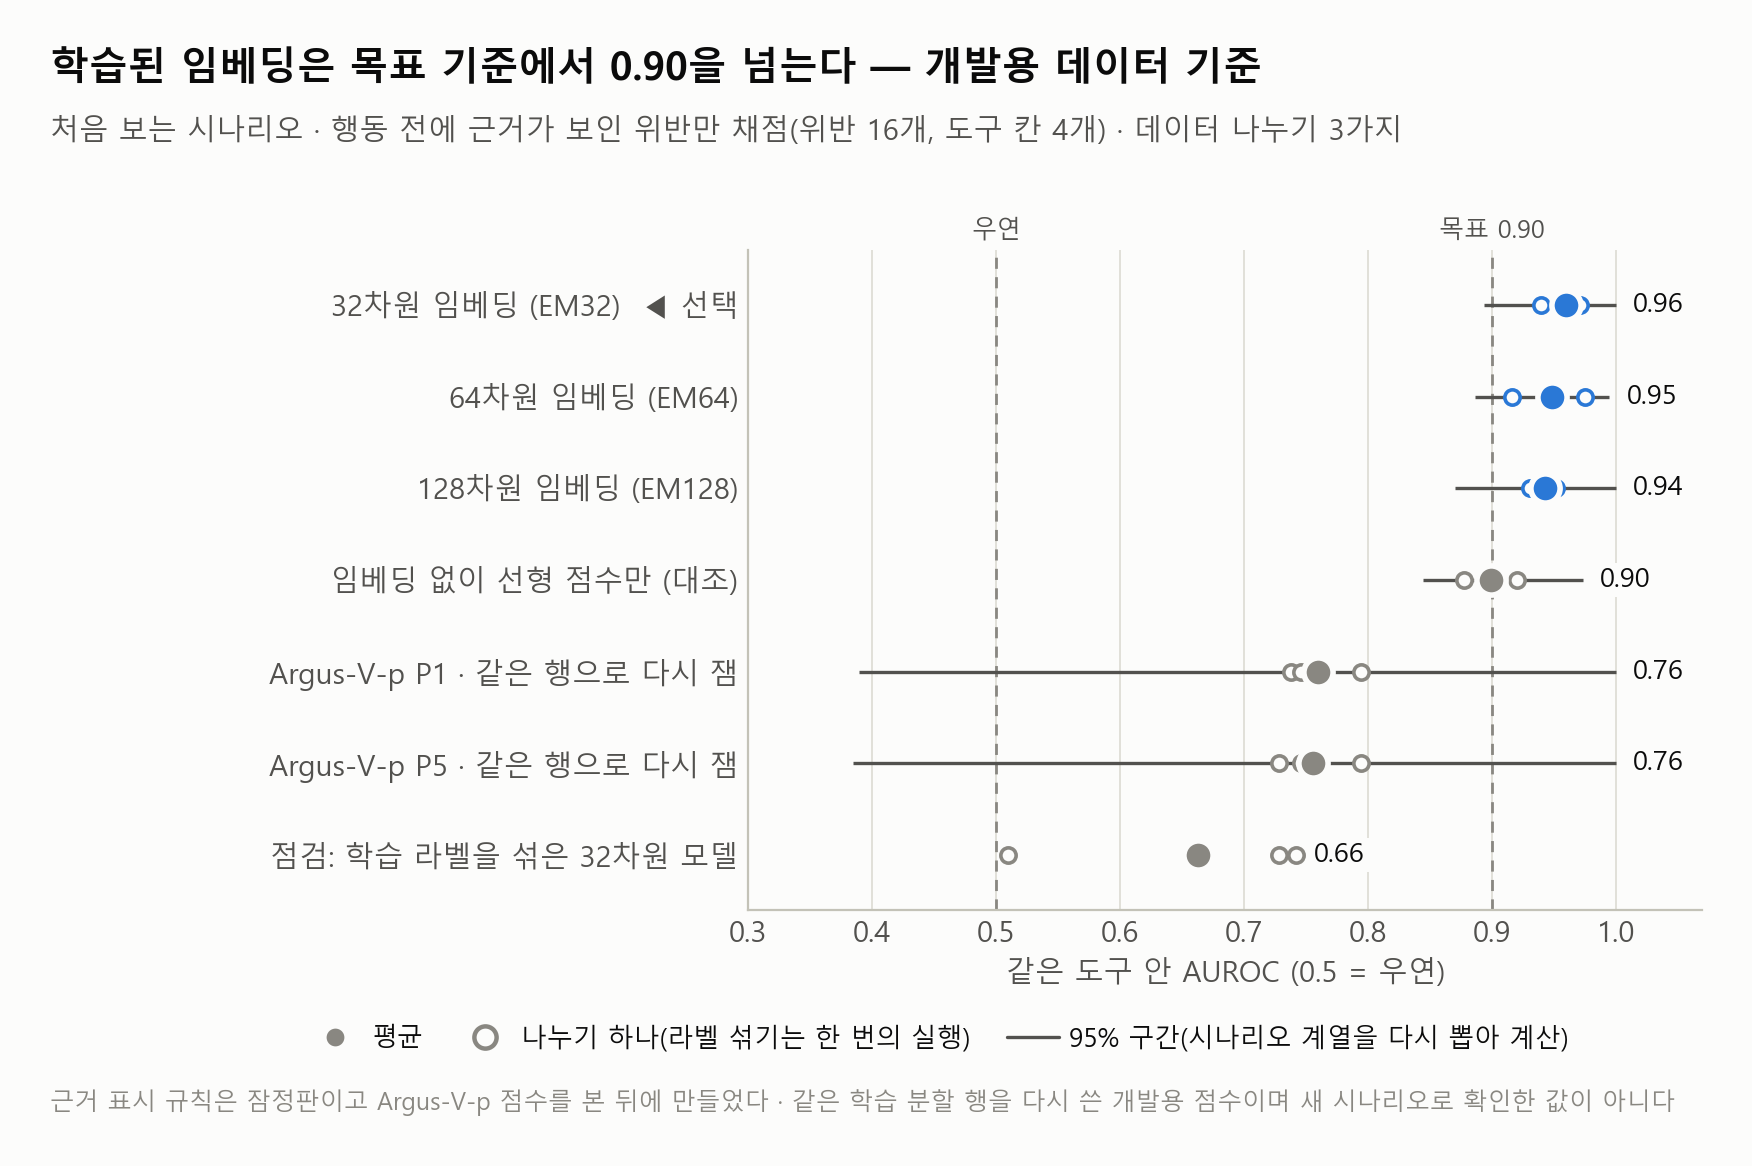 학습된 임베딩은 목표 기준에서 0.90을 넘는다 — 개발용 데이터 기준
처음 보는 시나리오 · 행동 전에 근거가 보인 위반만 채점(위반 16개, 도구 칸 4개) · 데이터 나누기 3가지
우연
목표 0.90
32차원 임베딩 (EM32) ◀ 선택
0.96
64차원 임베딩 (EM64)
0.95
128차원 임베딩 (EM128)
0.94
임베딩 없이 선형 점수만 (대조)
0.90
Argus-V-p P1 · 같은 행으로 다시 잼
0.76
Argus-V-p P5 · 같은 행으로 다시 잼
0.76
점검: 학습 라벨을 섞은 32차원 모델
0.66
0.3 0.4 0.5 0.6 0.7 0.8 0.9 1.0
같은 도구 안 AUROC (0.5 = 우연)
평균 나누기 하나(라벨 섞기는 한 번의 실행) 95% 구간(시나리오 계열을 다시 뽑아 계산)
근거 표시 규칙은 잠정판이고 Argus-V-p 점수를 본 뒤에 만들었다 · 같은 학습 분할 행을 다시 쓴 개발용 점수이며 새 시나리오로 확인한 값이 아니다